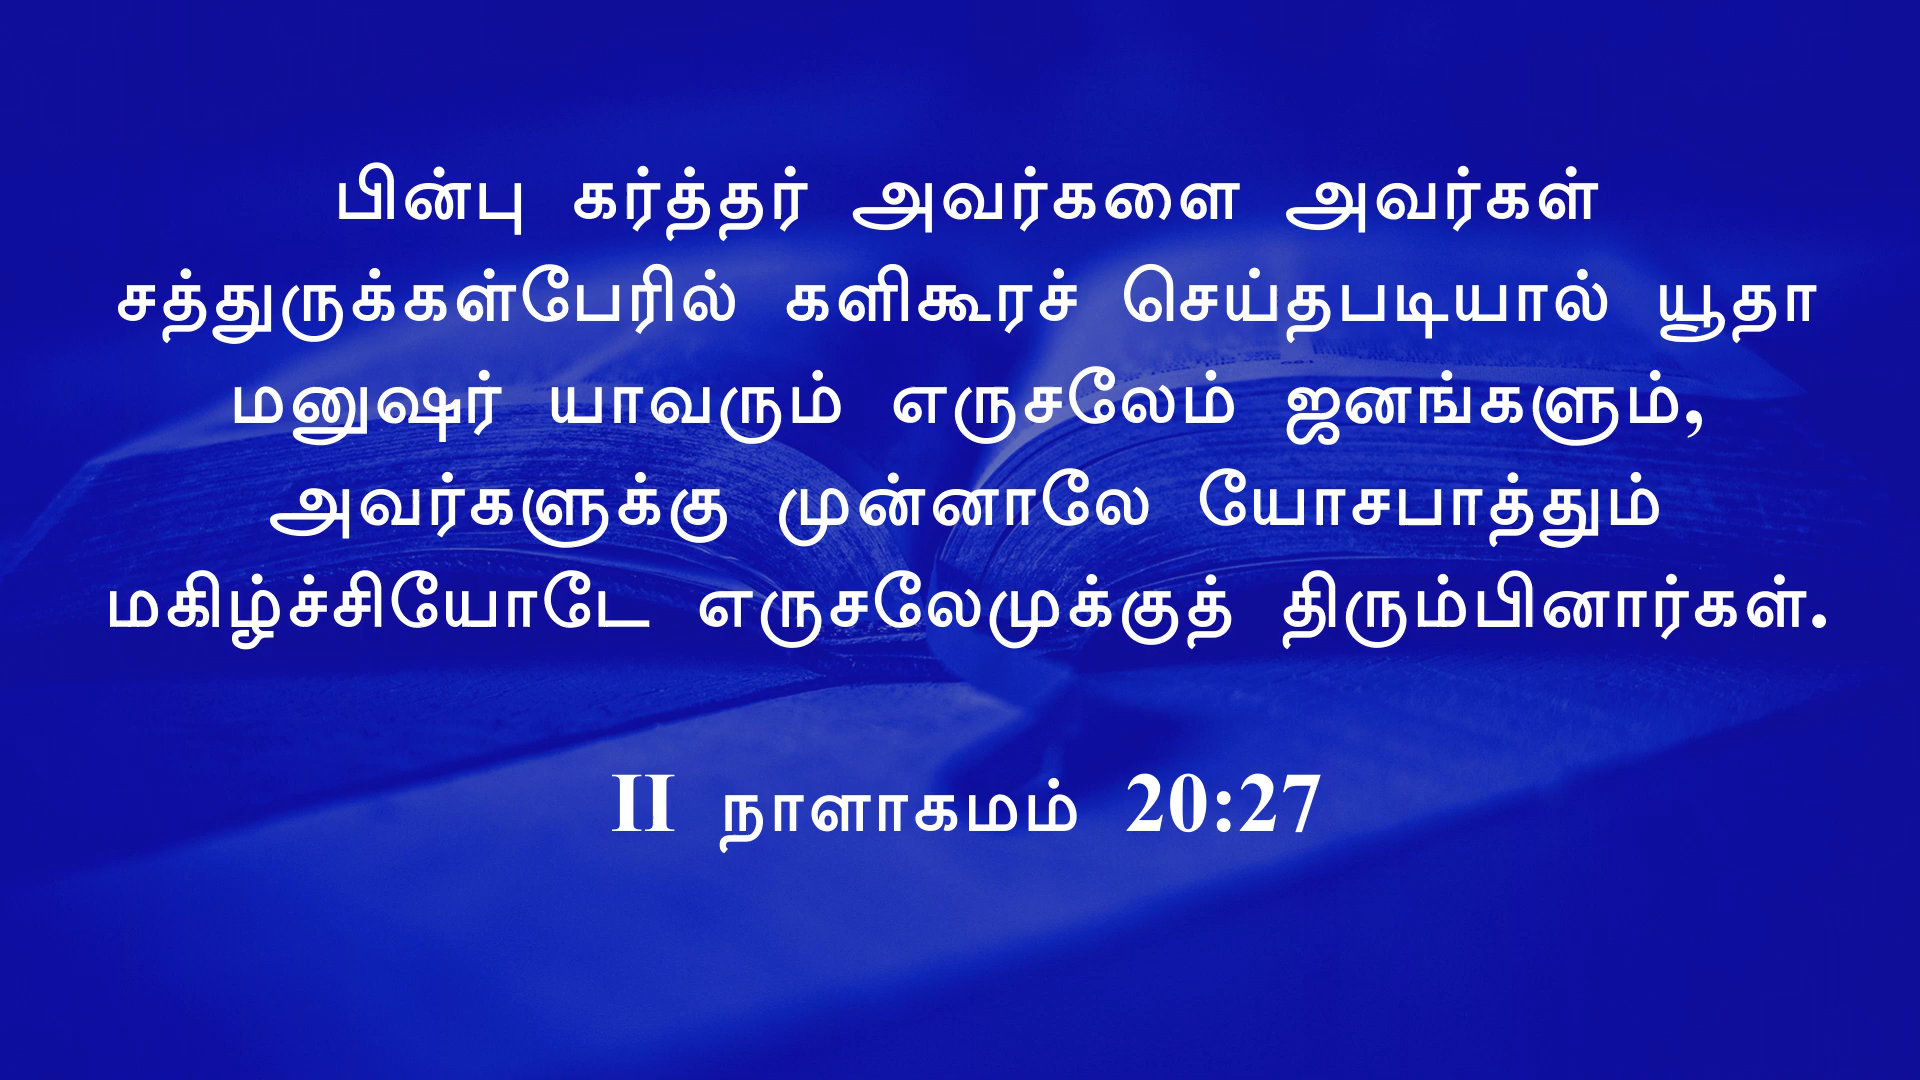 பின்பு கர்த்தர் அவர்களை அவர்கள்
சத்துருக்கள்பேரில் களிகூரச் செய்தபடியால் யூதா
மனுஷர் யாவரும் எருசலேம் ஜனங்களும்,
அவர்களுக்கு முன்னாலே யோசபாத்தும்
மகிழ்ச்சியோடே எருசலேமுக்குத் திரும்பினார்கள்.
II நாளாகமம் 20:27